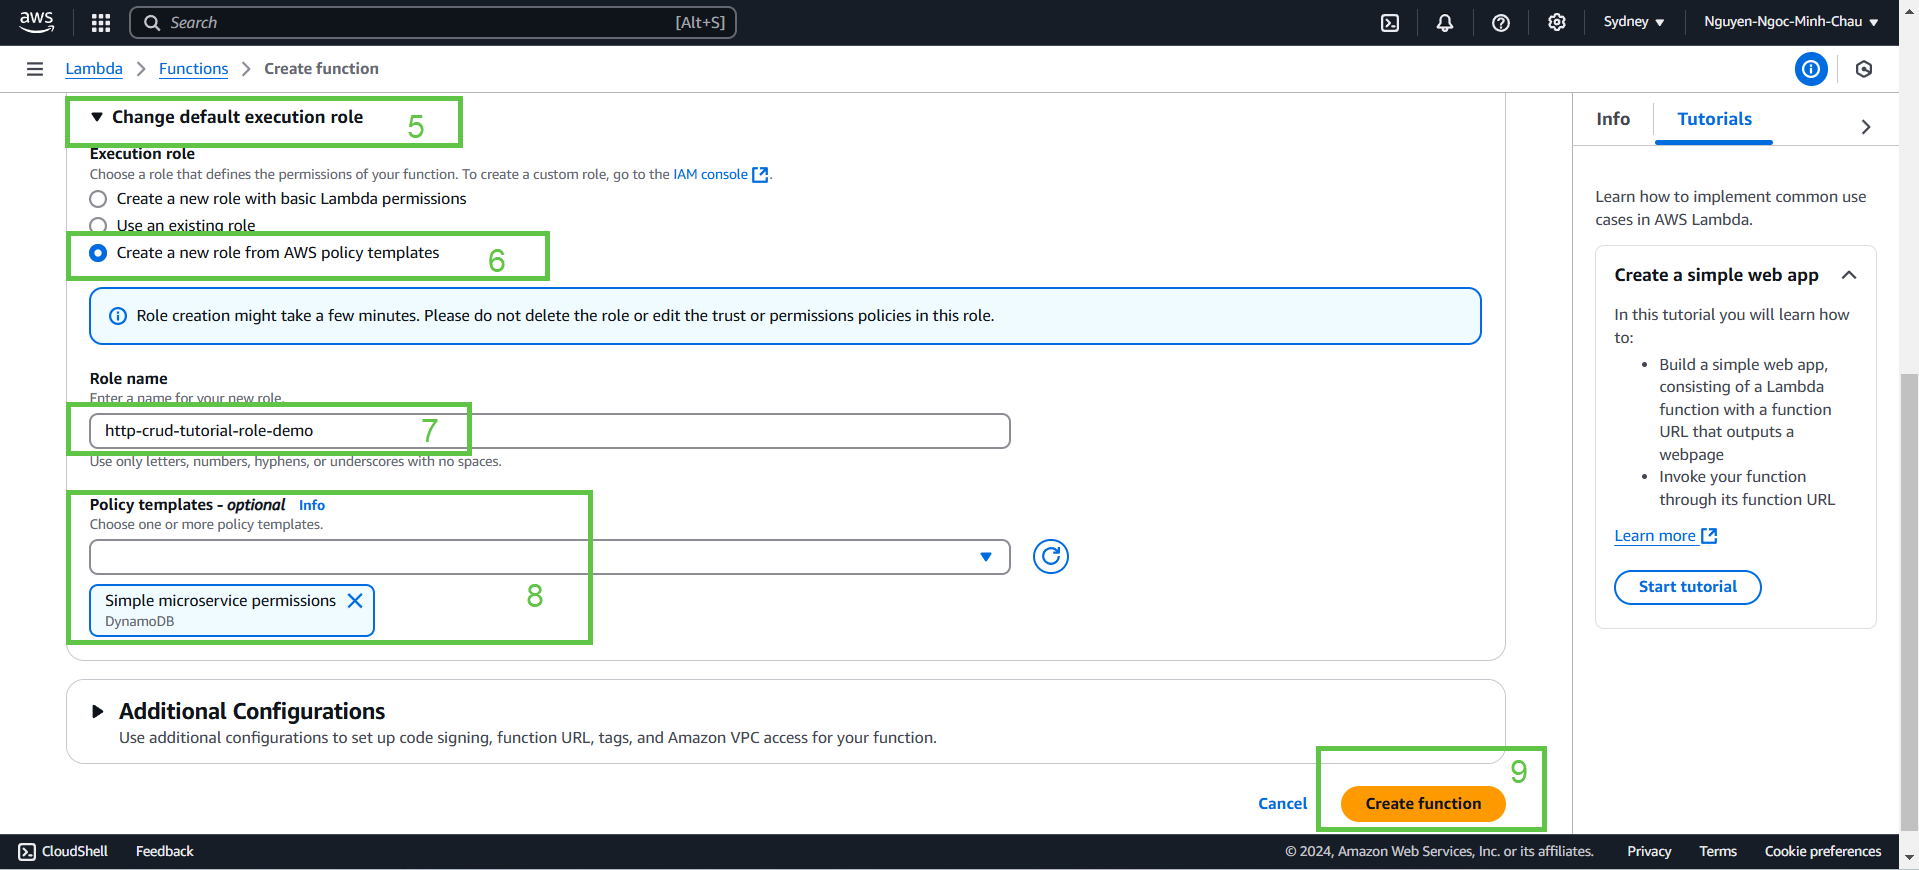 aws
Search [Alt+S]
Sydney
Nguyen-Ngoc-Minh-Chau
Lambda
Functions
Create function
Change default execution role
5
Execution role
Choose a role that defines the permissions of your function. To create a custom role, go to the IAM console .
Create a new role with basic Lambda permissions
Use an existing role
Create a new role from AWS policy templates
6
Role creation might take a few minutes. Please do not delete the role or edit the trust or permissions policies in this role.
Role name
Enter a name for your new role.
http-crud-tutorial-role-demo
7
Use only letters, numbers, hyphens, or underscores with no spaces.
Policy templates - optional Info
Choose one or more policy templates.
8
Simple microservice permissions
DynamoDB
Additional Configurations
Use additional configurations to set up code signing, function URL, tags, and Amazon VPC access for your function.
9
Cancel
Create function
Info
Tutorials
Learn how to implement common use
cases in AWS Lambda.
Create a simple web app
In this tutorial you will learn how
to:
• Build a simple web app,
consisting of a Lambda
function with a function
URL that outputs a
webpage
• Invoke your function
through its function URL
Learn more
Start tutorial
CloudShell
Feedback
© 2024, Amazon Web Services, Inc. or its affiliates.
Privacy
Terms
Cookie preferences